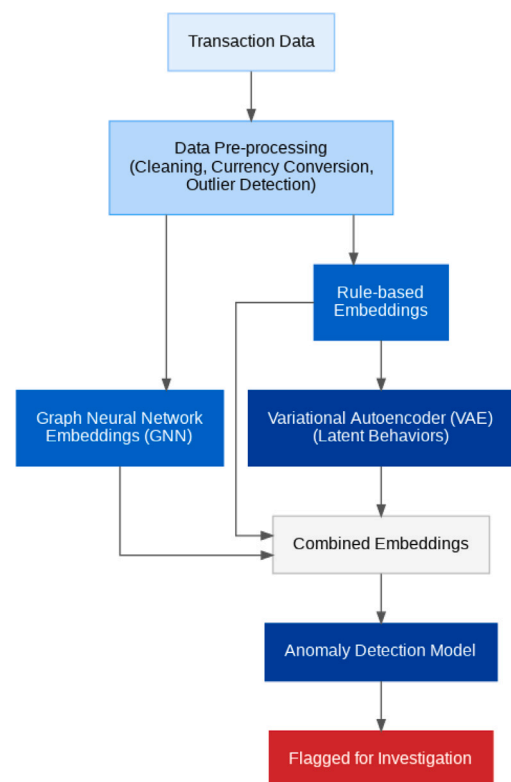 Transaction Data
Data Pre-processing
(Cleaning, Currency Conversion,
Outlier Detection)
Rule-based
Embeddings
Graph Neural Network
Embeddings (GNN)
Variational Autoencoder (VAE)
(Latent Behaviors)
Combined Embeddings
Anomaly Detection Model
Flagged for Investigation